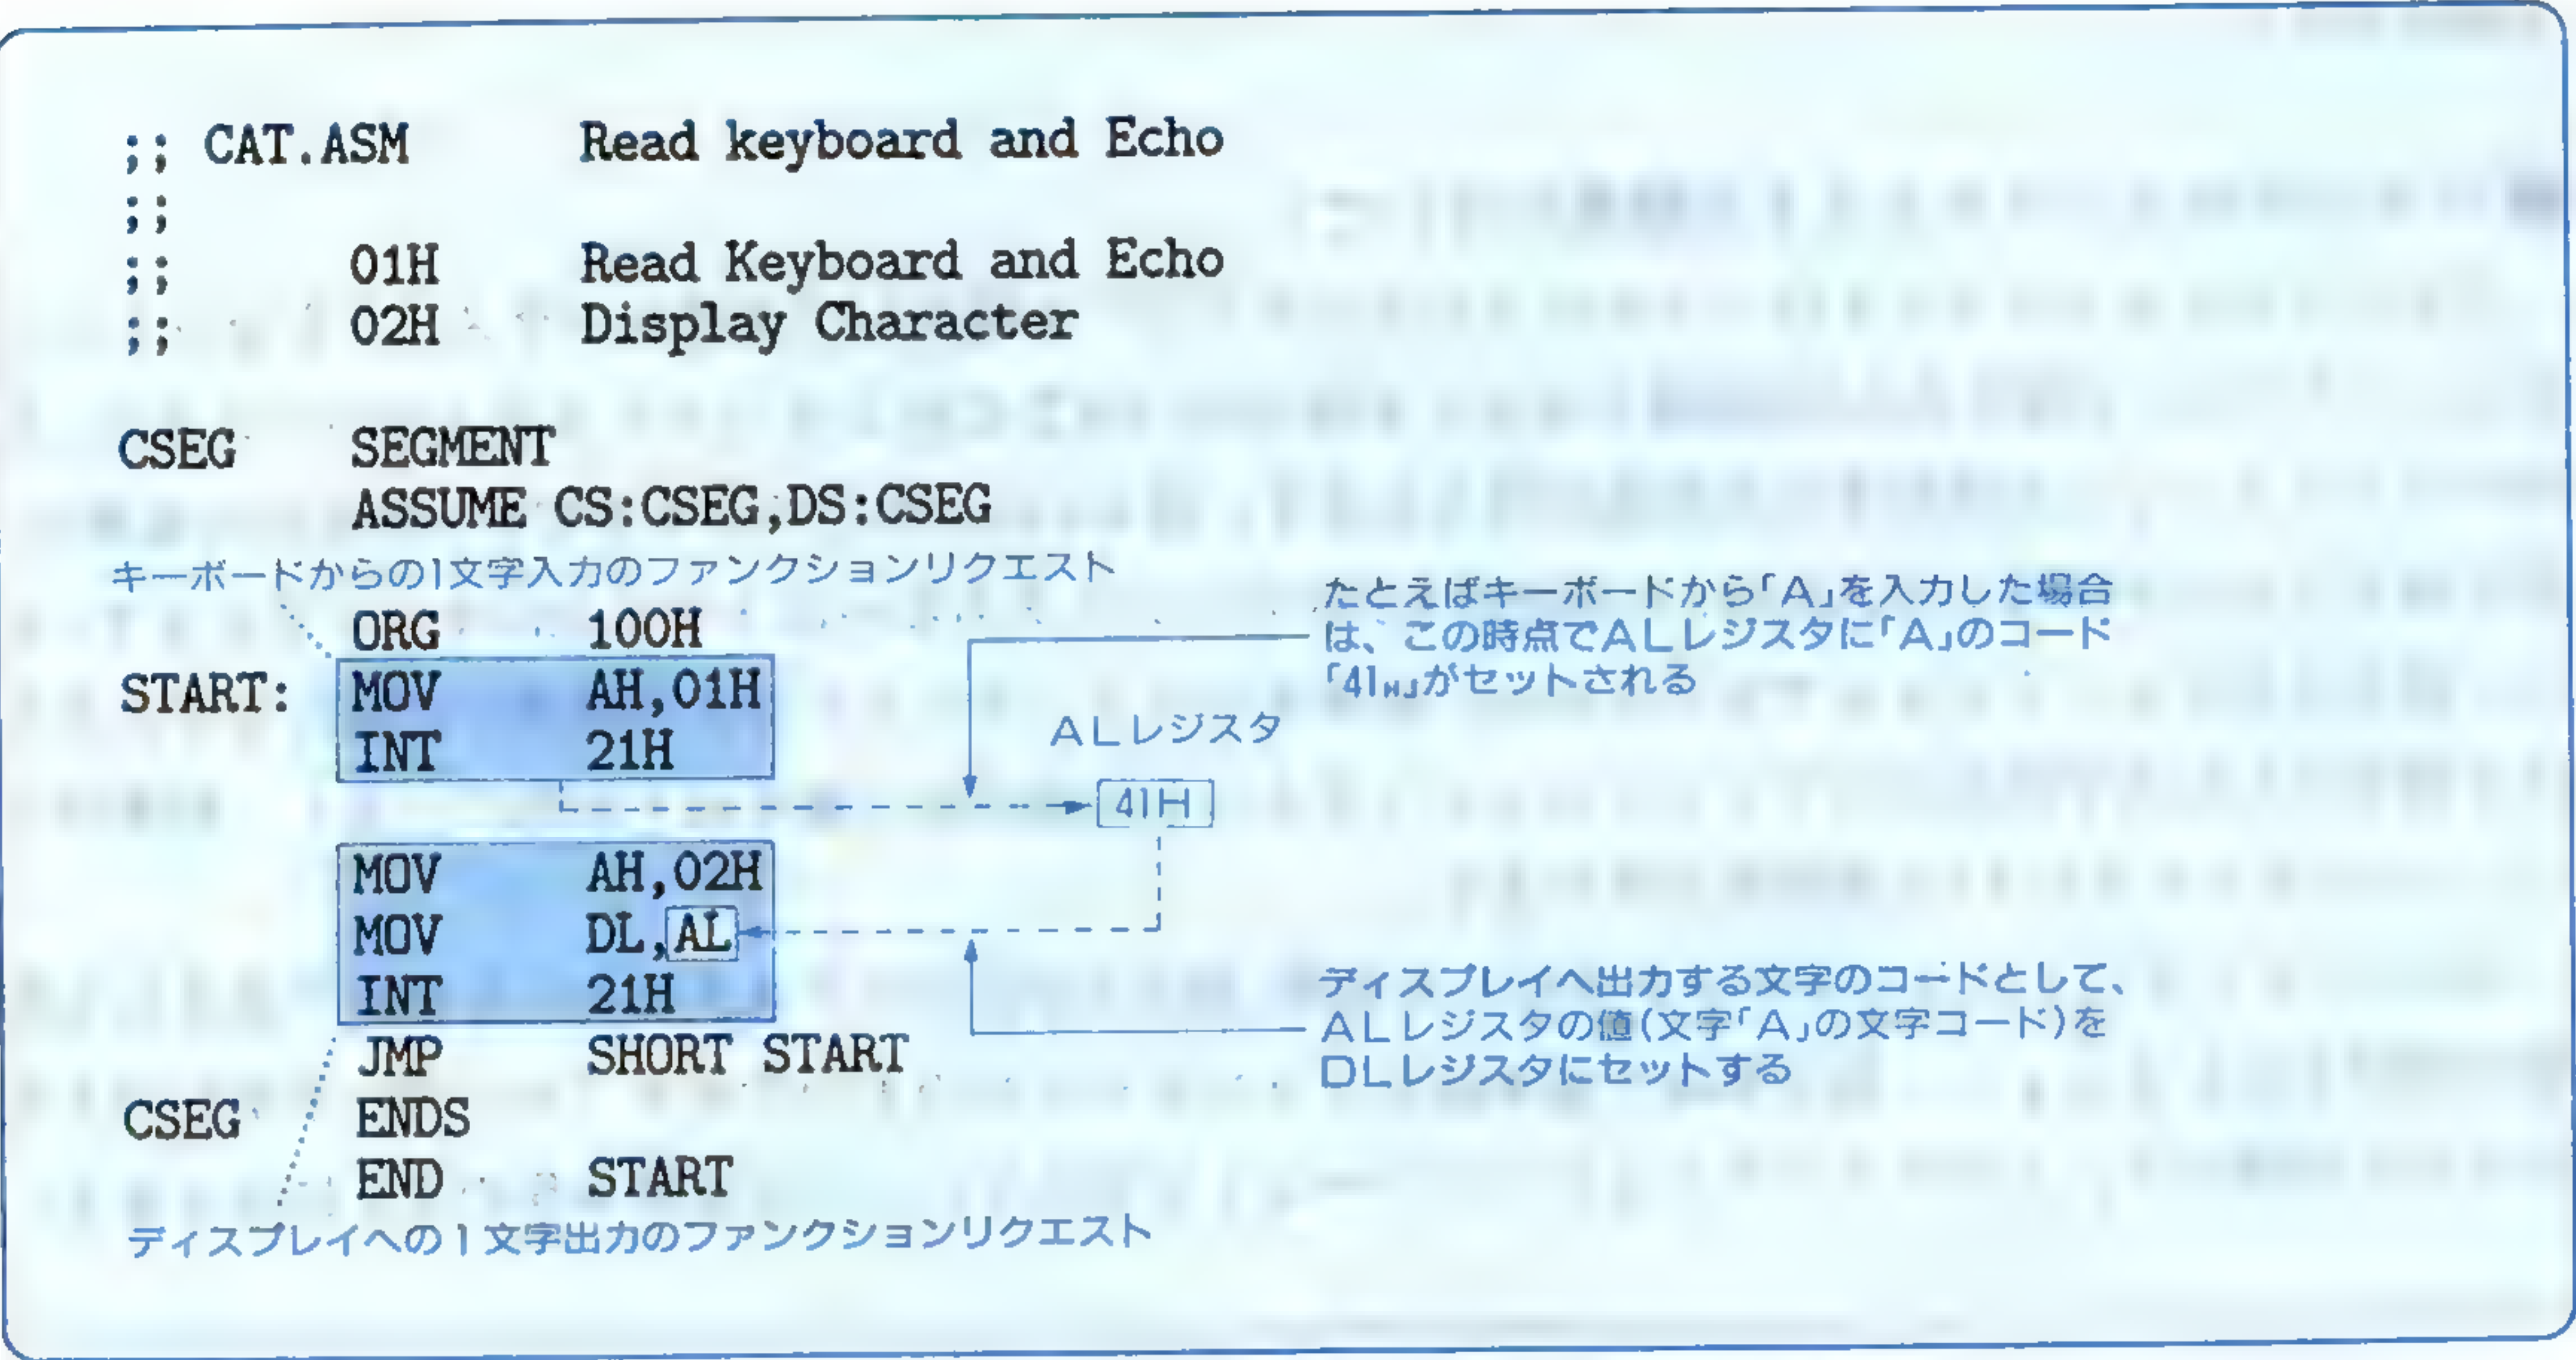 ;; CAT.ASM Read keyboard and Echo
;;
;; 01H Read Keyboard and Echo
;; 02H Display Character
CSEG SEGMENT
ASSUME CS:CSEG,DS:CSEG
キーボードからの1文字入力のファンクションリクエスト
ORG 100H
START: MOV AH,01H
INT 21H
たとえばキーボードから「A」を入力した場合
は、この時点でALレジスタに「A」のコード
「41H」がセットされる
ALレジスタ
41H
MOV AH,02H
MOV DL,AL
INT 21H
ディスプレイへ出力する文字のコードとして、
ALレジスタの値(文字「A」の文字コード)を
DLレジスタにセットする
JMP SHORT START
CSEG ENDS
END START
ディスプレイへの1文字出力のファンクションリクエスト